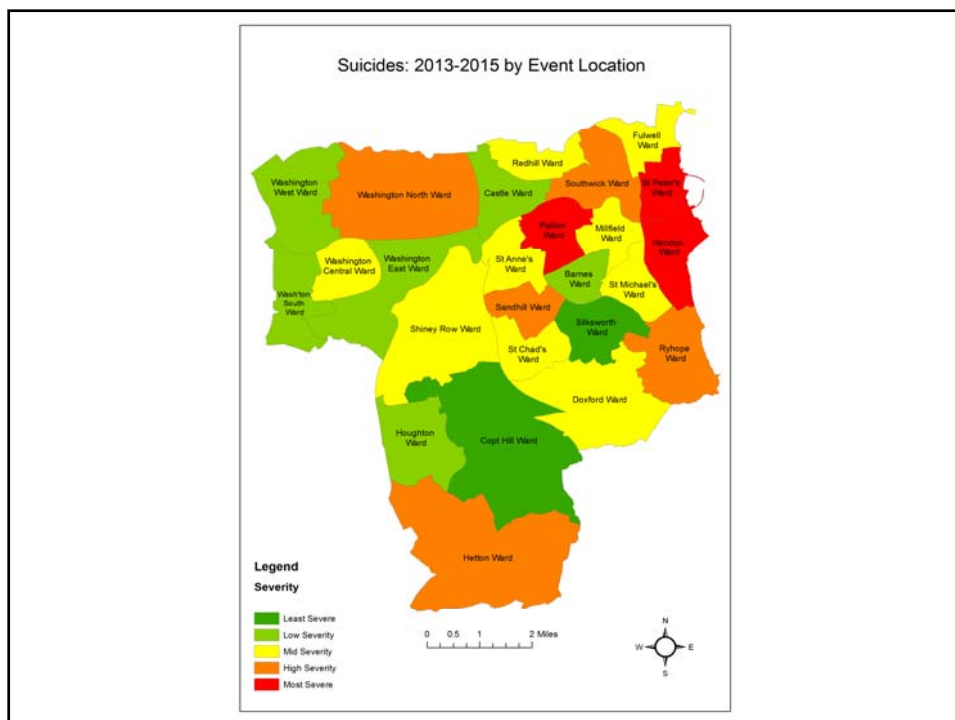 Suicides: 2013-2015 by Event Location
Fulwell
Ward
Redhill Ward
Washington
West Ward
Washington North Ward
Castle Ward
Southwick Ward
St Peter's
Ward
Pallion
Ward
Millfield
Ward
Hendon
Ward
Washington
Central Ward
Washington
East Ward
St Anne's
Ward
Barnes
Ward
St Michael's
Ward
Wash'ton
South
Ward
Sandhill Ward
Silksworth
Ward
Shiney Row Ward
St Chad's
Ward
Ryhope
Ward
Doxford Ward
Houghton
Ward
Copt Hill Ward
Hetton Ward
Legend
Severity
Least Severe
Low Severity
Mid Severity
High Severity
Most Severe
0 0.5 1 2 Miles
N
W E
S